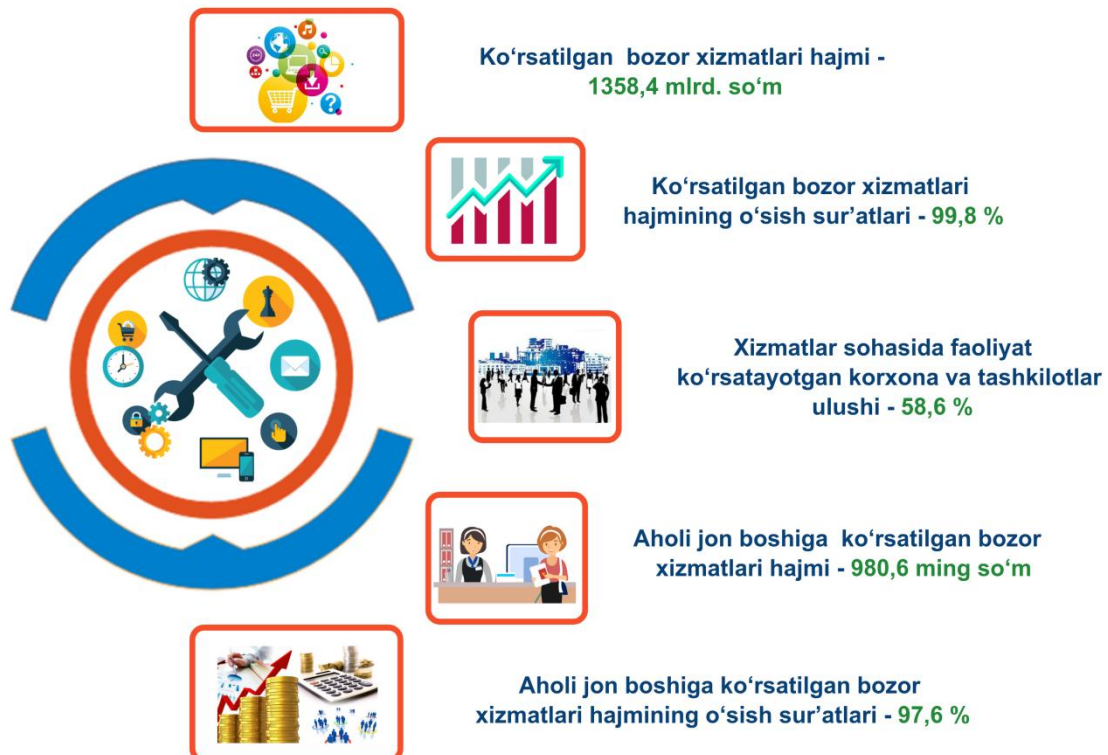 Ko‘rsatilgan bozor xizmatlari hajmi -
1358,4 mlrd. so‘m
Ko‘rsatilgan bozor xizmatlari
hajmining o‘sish sur’atlari - 99,8 %
Xizmatlar sohasida faoliyat
ko‘rsatayotgan korxona va tashkilotlar
ulushi - 58,6 %
Aholi jon boshiga ko‘rsatilgan bozor
xizmatlari hajmi - 980,6 ming so‘m
Aholi jon boshiga ko‘rsatilgan bozor
xizmatlari hajmining o‘sish sur’atlari - 97,6 %